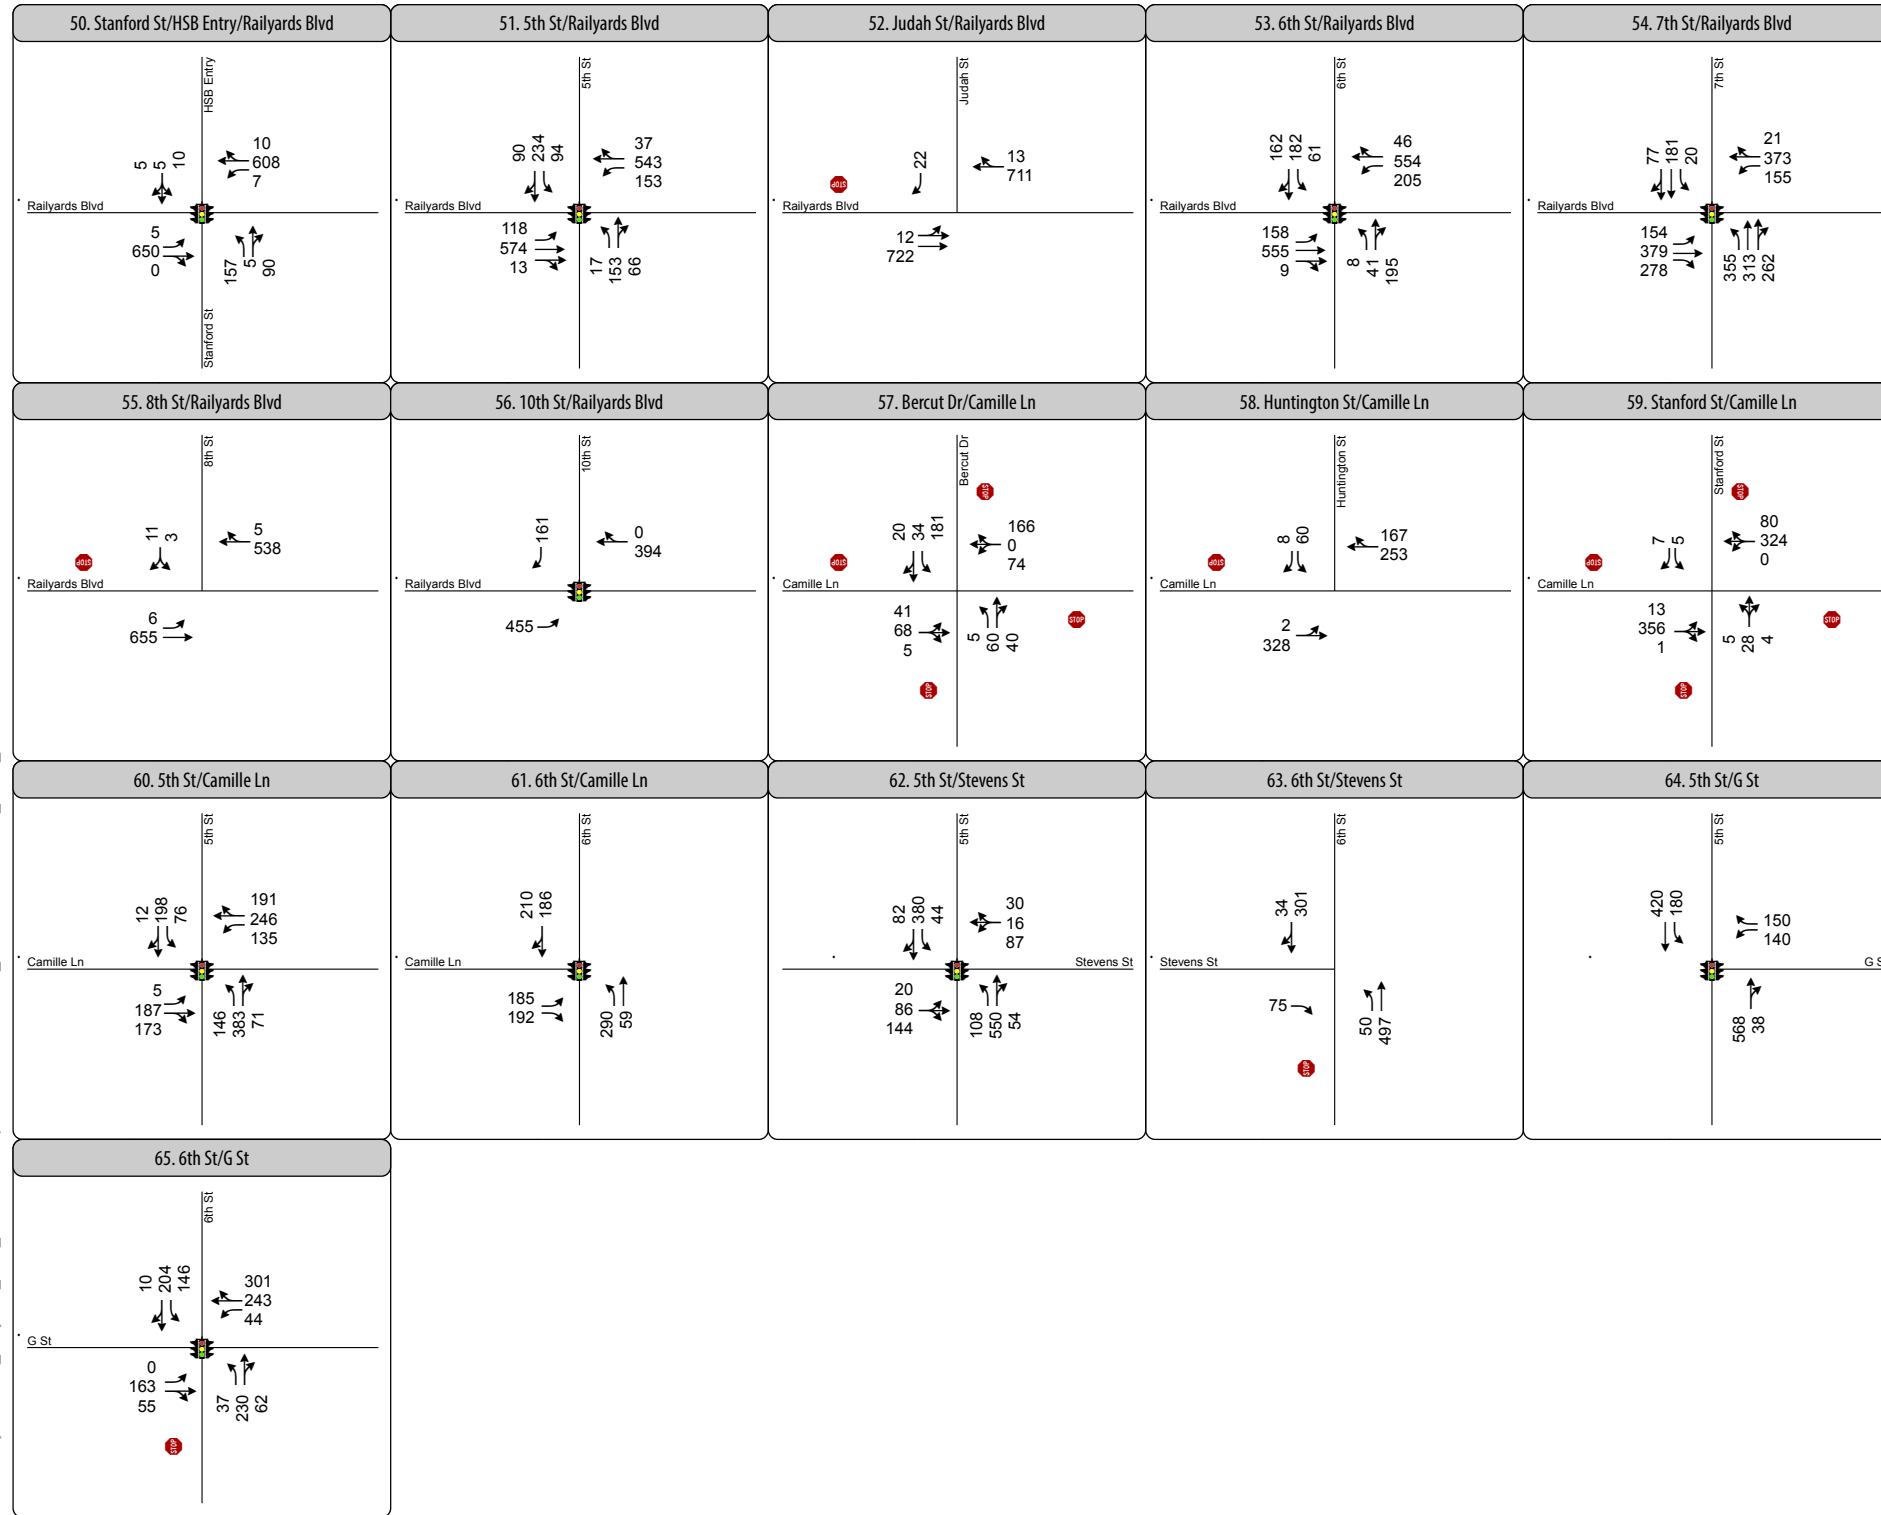 50. Stanford St/HSB Entry/Railyards Blvd
HSB Entry
5 5 10
10
608
7
Railyards Blvd
5
650
0
157 5 90
Stanford St
51. 5th St/Railyards Blvd
5th St
90 234 94
37
543
153
Railyards Blvd
118
574
13
17 153 66
52. Judah St/Railyards Blvd
Judah St
22
13
711
STOP
Railyards Blvd
12
722
53. 6th St/Railyards Blvd
6th St
162 182 61
46
554
205
Railyards Blvd
158
555
9
8 41 195
54. 7th St/Railyards Blvd
7th St
77 181 20
21
373
155
Railyards Blvd
154
379
278
355 313 262
55. 8th St/Railyards Blvd
8th St
11 3
5
538
STOP
Railyards Blvd
6
655
56. 10th St/Railyards Blvd
10th St
161
0
394
Railyards Blvd
455
57. Bercut Dr/Camille Ln
Bercut Dr
STOP
20 34 181
166
0
74
STOP
Camille Ln
41
68
5
5 60 40
STOP
STOP
58. Huntington St/Camille Ln
Huntington St
8 60
167
253
STOP
Camille Ln
2
328
59. Stanford St/Camille Ln
Stanford St
STOP
7 5
80
324
0
STOP
Camille Ln
13
356
1
5 28 4
STOP
STOP
60. 5th St/Camille Ln
5th St
12 198 76
191
246
135
Camille Ln
5
187
173
146 383 71
61. 6th St/Camille Ln
6th St
210 186
Camille Ln
185
192
290 59
62. 5th St/Stevens St
5th St
82 380 44
30
16
87
Stevens St
20
86
144
108 550 54
63. 6th St/Stevens St
6th St
34 301
Stevens St
75
50 497
STOP
64. 5th St/G St
5th St
420 180
150
140
G S
568 38
65. 6th St/G St
6th St
10 204 146
301
243
44
G St
0
163
55
37 230 62
STOP